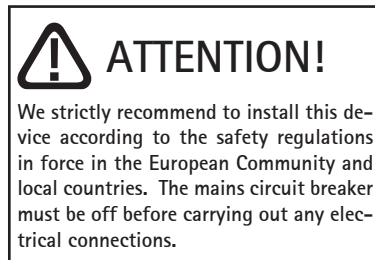 ATTENTION!
We strictly recommend to install this de-
vice according to the safety regulations
in force in the European Community and
local countries. The mains circuit breaker
must be off before carrying out any elec-
trical connections.